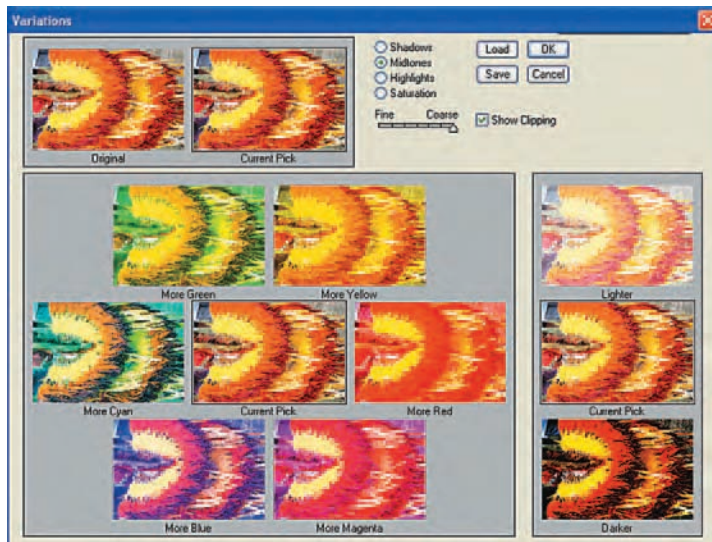 Variations
Original
Current Pick
Shadows
Midtones
Highlights
Saturation
Fine Coarse
Load OK
Save Cancel
Show Clipping
More Green More Yellow
More Cyan Current Pick More Red
More Blue More Magenta
Lighter
Current Pick
Darker